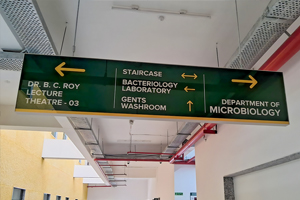 DR. B. C. ROY
LECTURE
THEATRE - 03
STAIRCASE
BACTERIOLOGY
LABORATORY
GENTS
WASHROOM
DEPARTMENT OF
MICROBIOLOGY